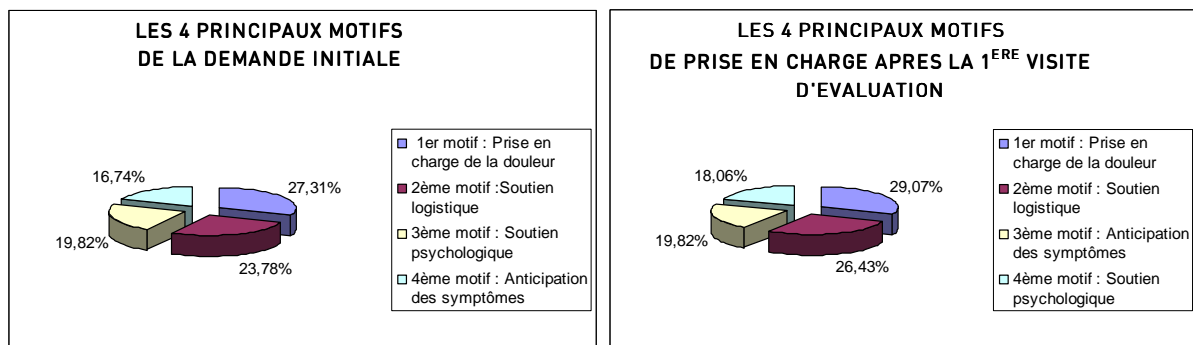 LES 4 PRINCIPAUX MOTIFS
DE LA DEMANDE INITIALE
27,31%
23,78%
19,82%
16,74%
1er motif : Prise en
charge de la douleur
2ème motif :Soutien
logistique
3ème motif : Soutien
psychologique
4ème motif : Anticipation
des symptômes
LES 4 PRINCIPAUX MOTIFS
DE PRISE EN CHARGE APRES LA 1ERE VISITE
D'EVALUATION
29,07%
26,43%
19,82%
18,06%
1er motif : Prise en
charge de la douleur
2ème motif : Soutien
logistique
3ème motif : Anticipation
des symptômes
4ème motif : Soutien
psychologique